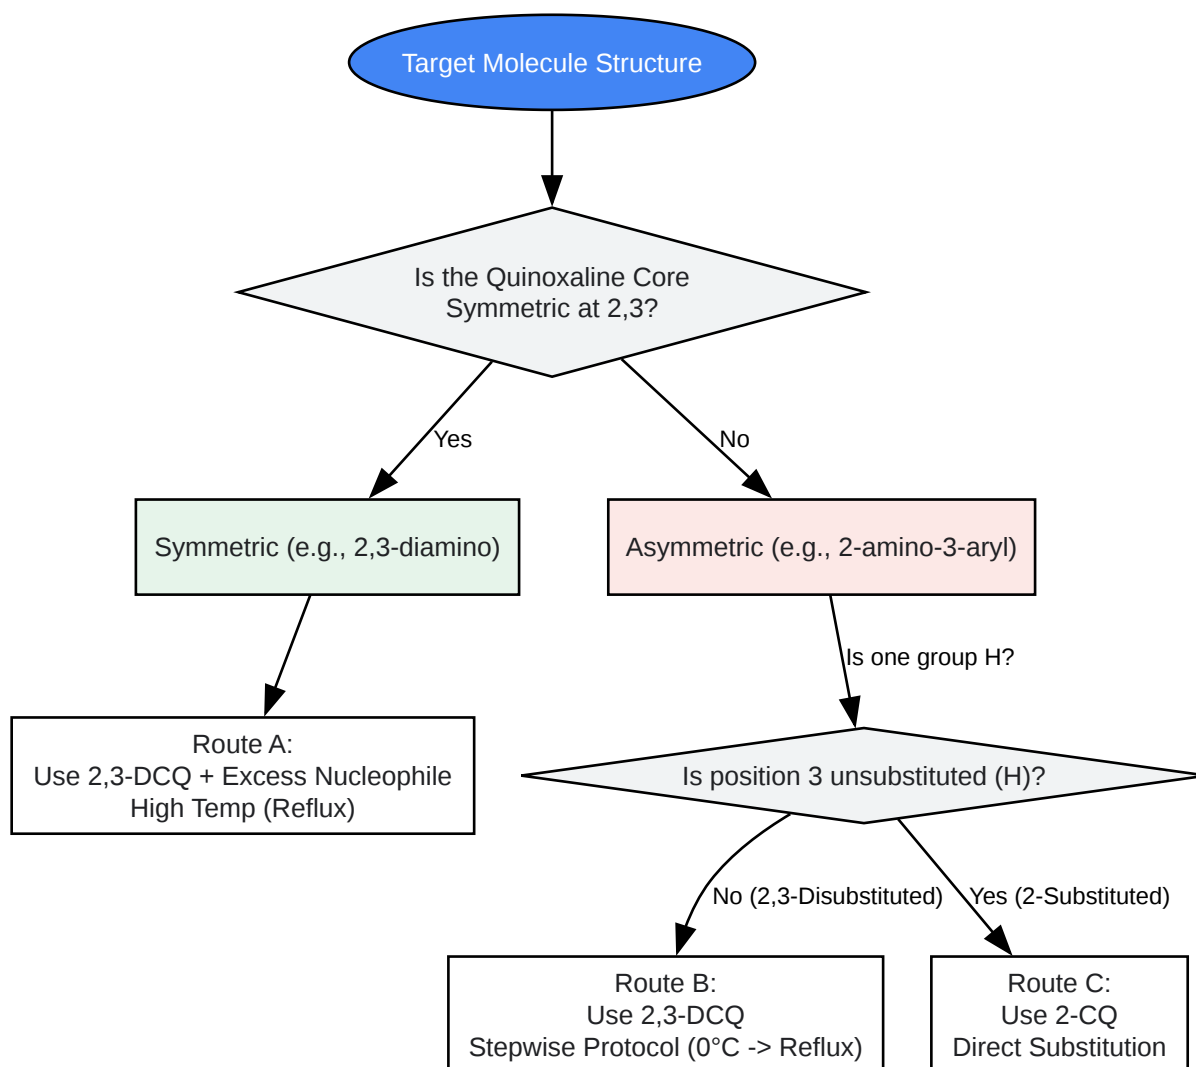 Target Molecule Structure
Is the Quinoxaline Core
Symmetric at 2,3?
Yes
No
Symmetric (e.g., 2,3-diamino)
Asymmetric (e.g., 2-amino-3-aryl)
Is one group H?
Route A:
Use 2,3-DCQ + Excess Nucleophile
High Temp (Reflux)
Is position 3 unsubstituted (H)?
No (2,3-Disubstituted)
Yes (2-Substituted)
Route B:
Use 2,3-DCQ
Stepwise Protocol (0°C -> Reflux)
Route C:
Use 2-CQ
Direct Substitution